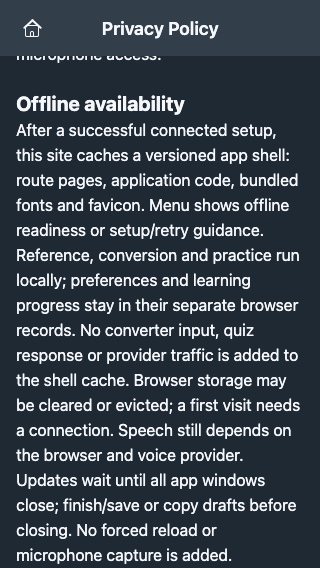 Privacy Policy
microphone access.
Offline availability
After a successful connected setup,
this site caches a versioned app shell:
route pages, application code, bundled
fonts and favicon. Menu shows offline
readiness or setup/retry guidance.
Reference, conversion and practice run
locally; preferences and learning
progress stay in their separate browser
records. No converter input, quiz
response or provider traffic is added to
the shell cache. Browser storage may
be cleared or evicted; a first visit needs
a connection. Speech still depends on
the browser and voice provider.
Updates wait until all app windows
close; finish/save or copy drafts before
closing. No forced reload or
microphone capture is added.